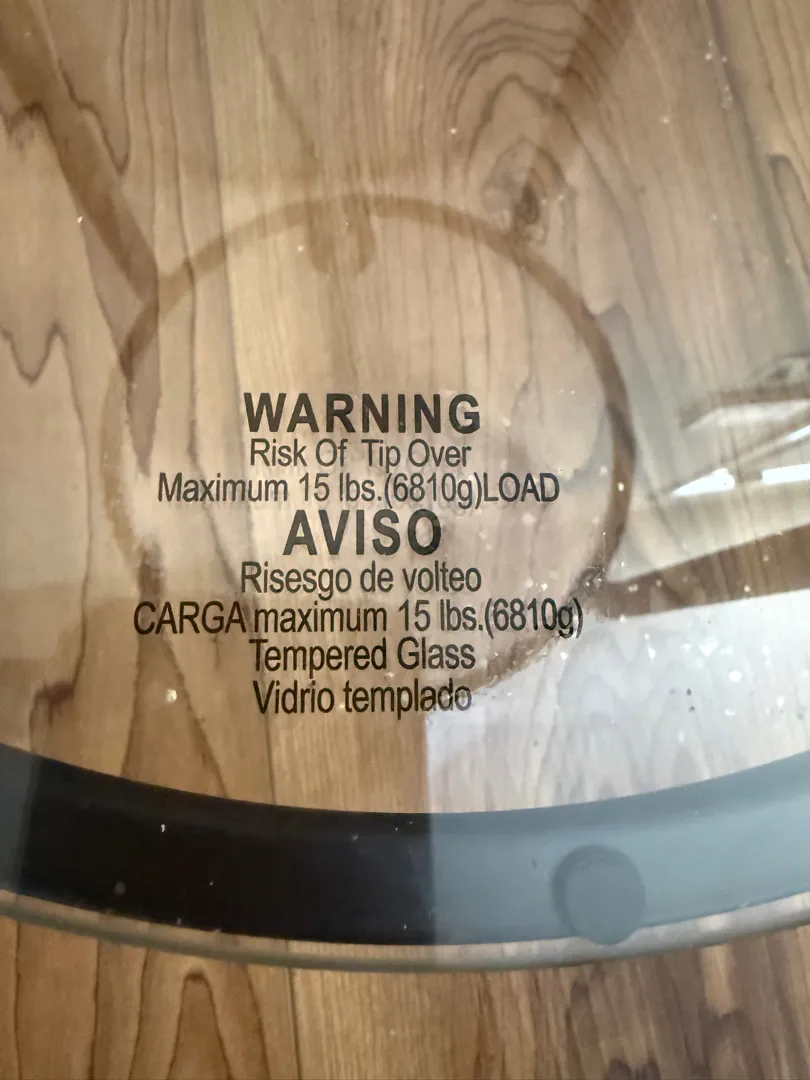 WARNING
Risk Of Tip Over
Maximum 15 lbs.(6810g)LOAD
AVISO
Risesgo de volteo
CARGA maximum 15 lbs.(6810g)
Tempered Glass
Vidrio templado